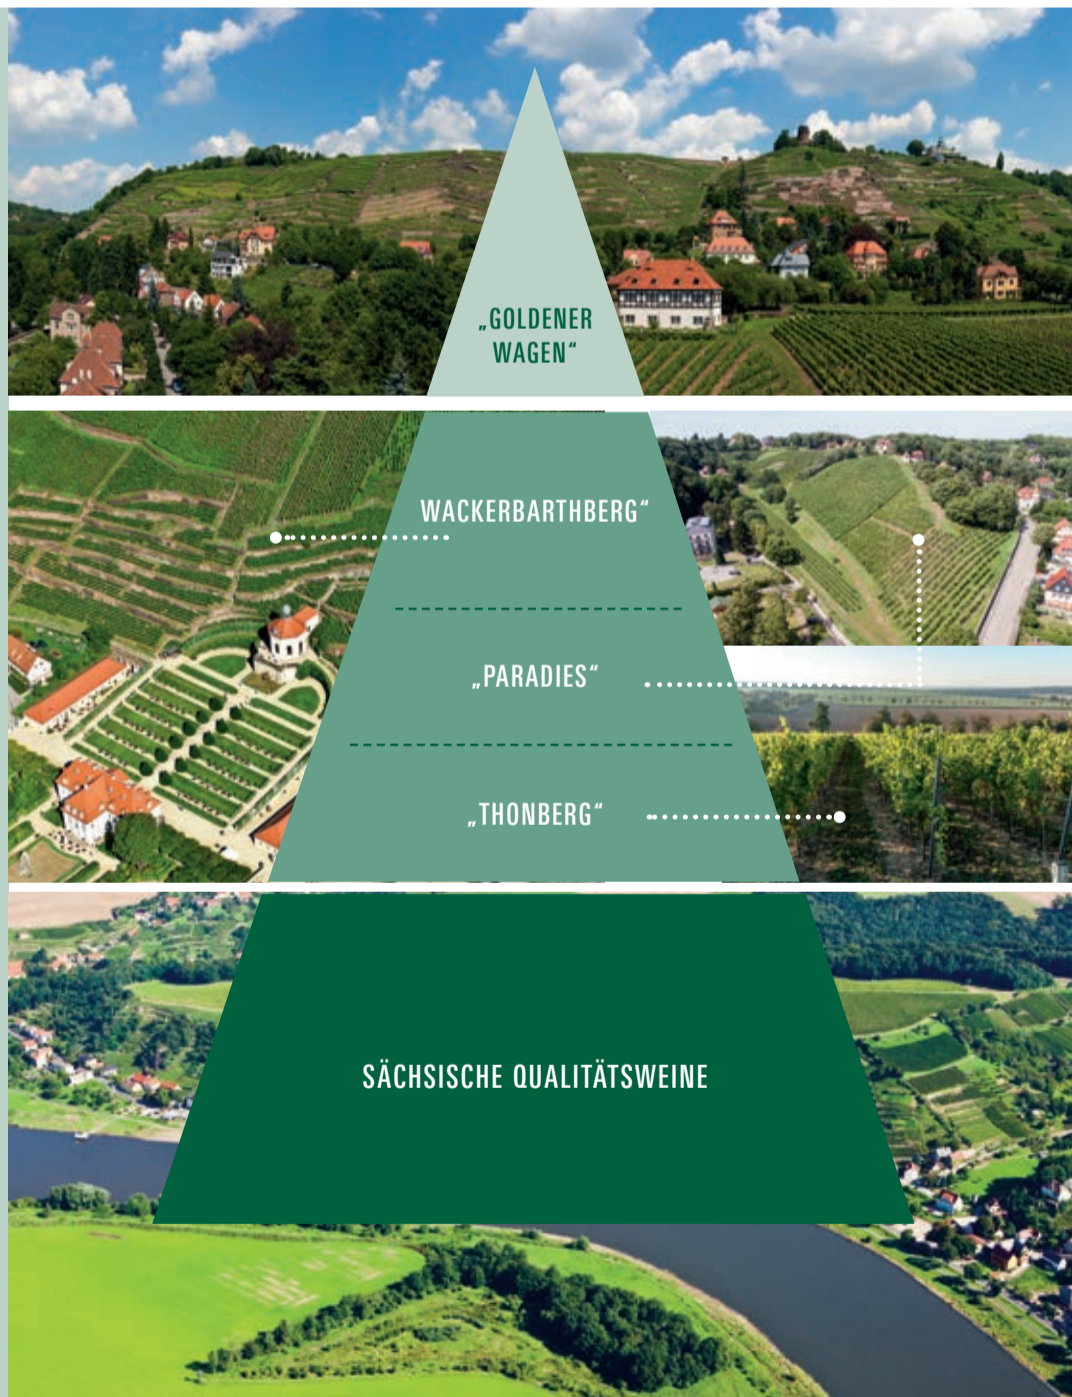 „GOLDENER
WAGEN“
WACKERBARTHBERG“
„PARADIES“
„THONBERG“
SÄCHSISCHE QUALITÄTSWEINE